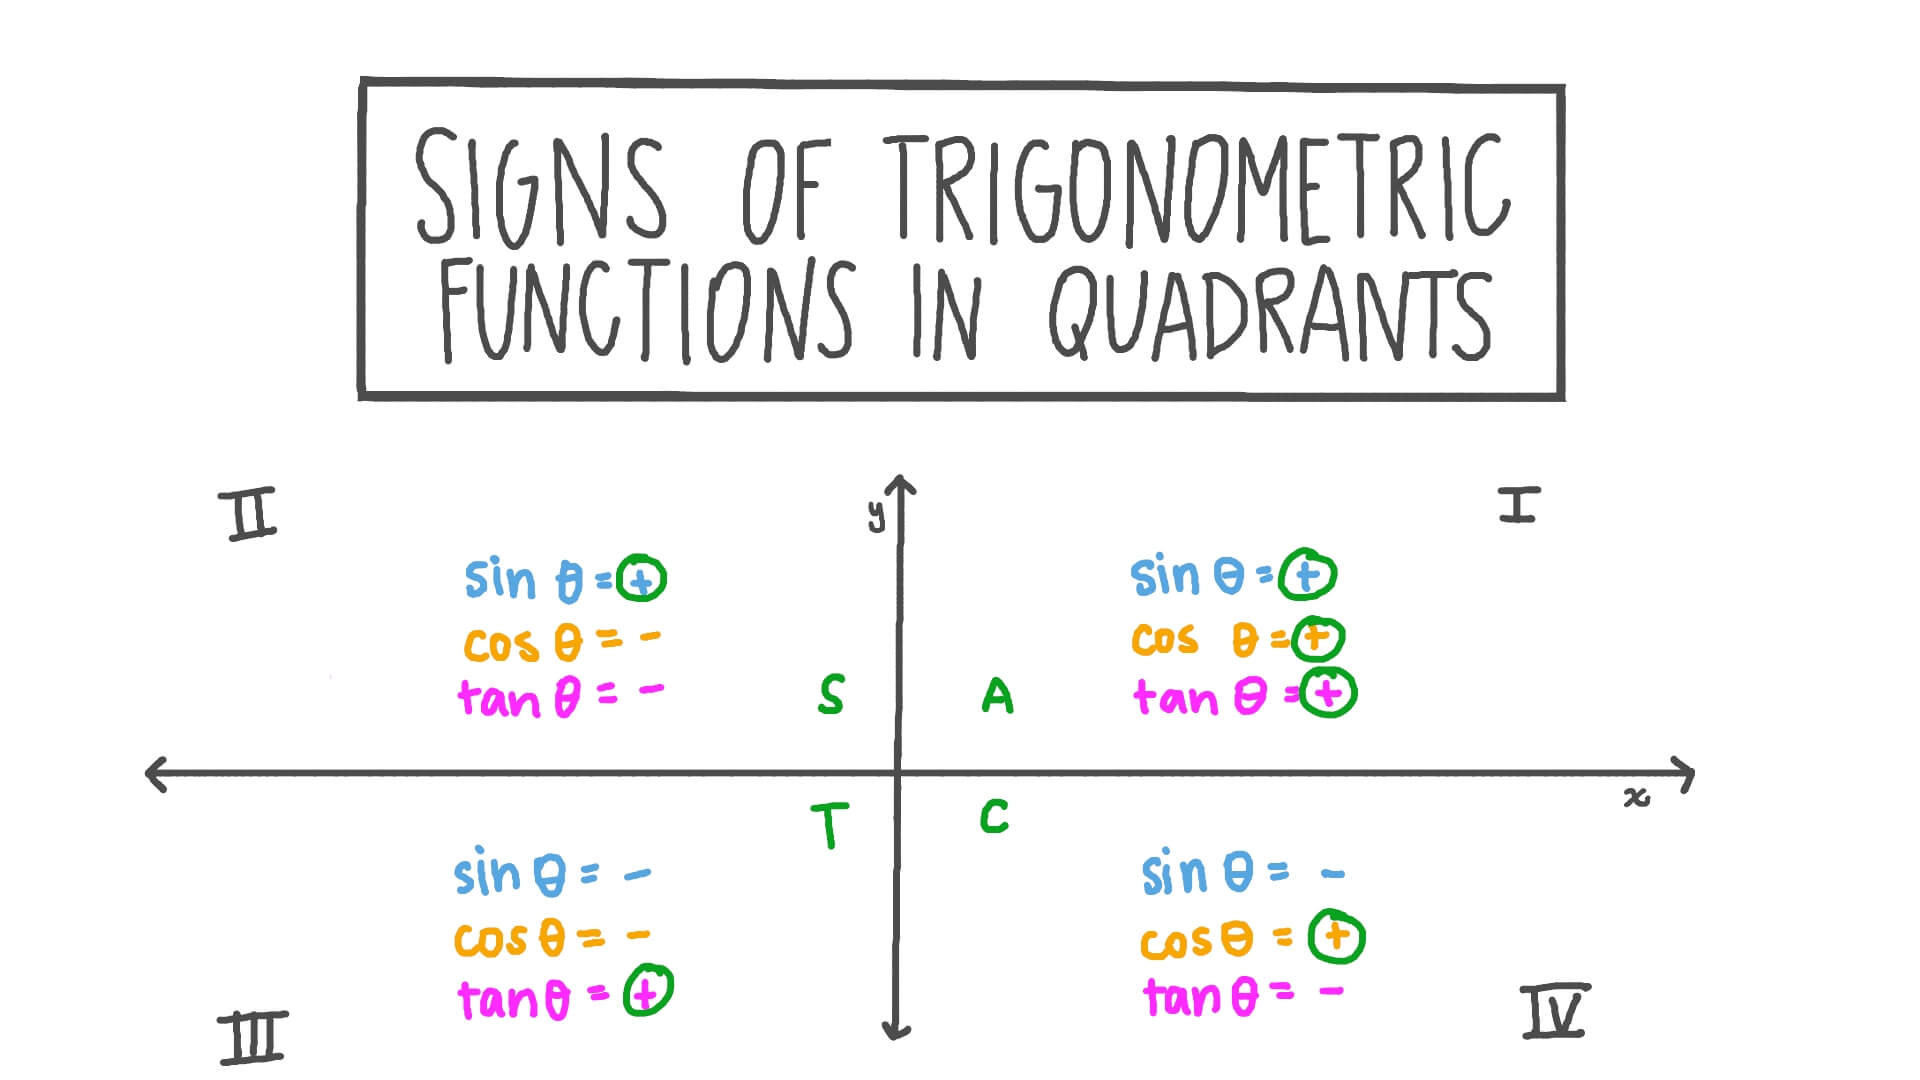 SIGNS OF TRIGONOMETRIC
FUNCTIONS IN QUADRANTS
II
y
I
sin θ = +
cos θ = -
tan θ = -
S
A
sin θ = +
cos θ = +
tan θ = +
x
T
C
sin θ = -
cos θ = -
tan θ = +
III
sin θ = -
cos θ = +
tan θ = -
IV